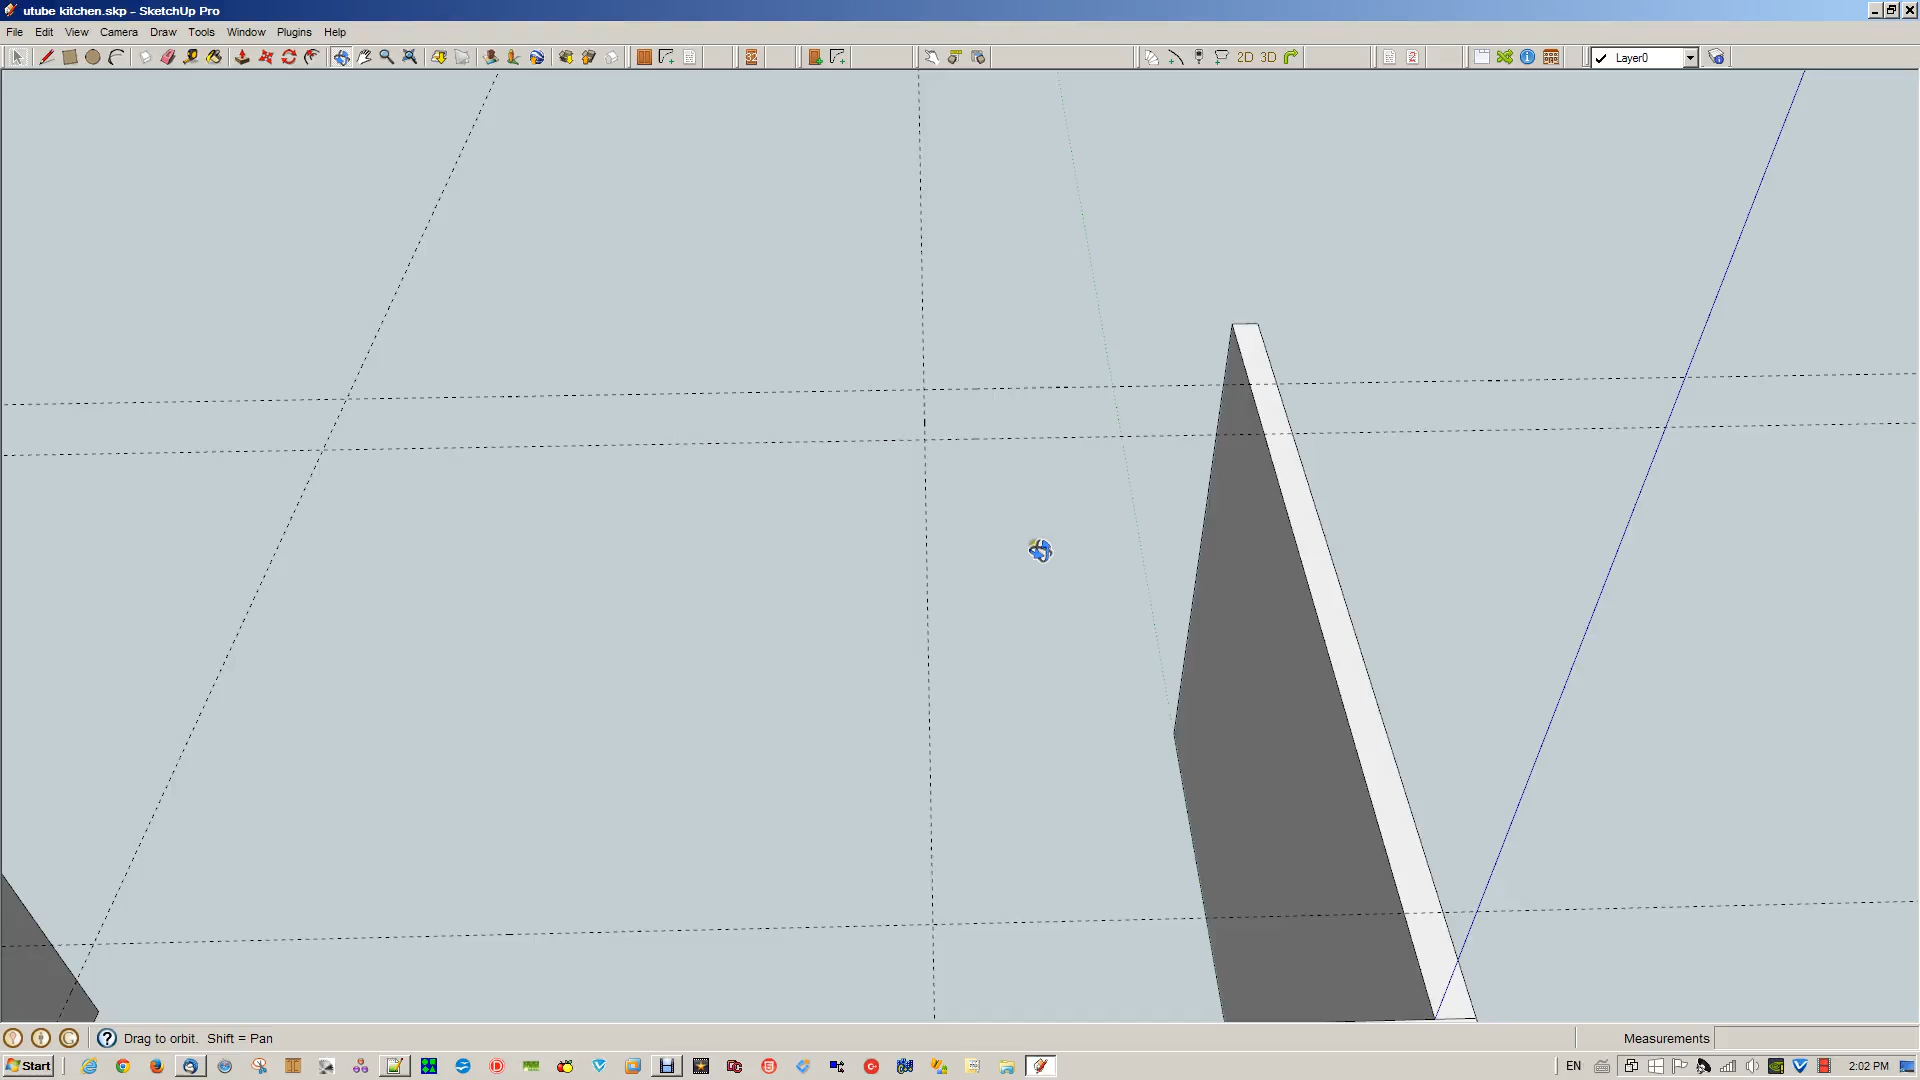 utube kitchen.skp - SketchUp Pro
File Edit View Camera Draw Tools Window Plugins Help
2D 3D Layer0
Drag to orbit. Shift = Pan
Measurements
Start EN 2:02 PM